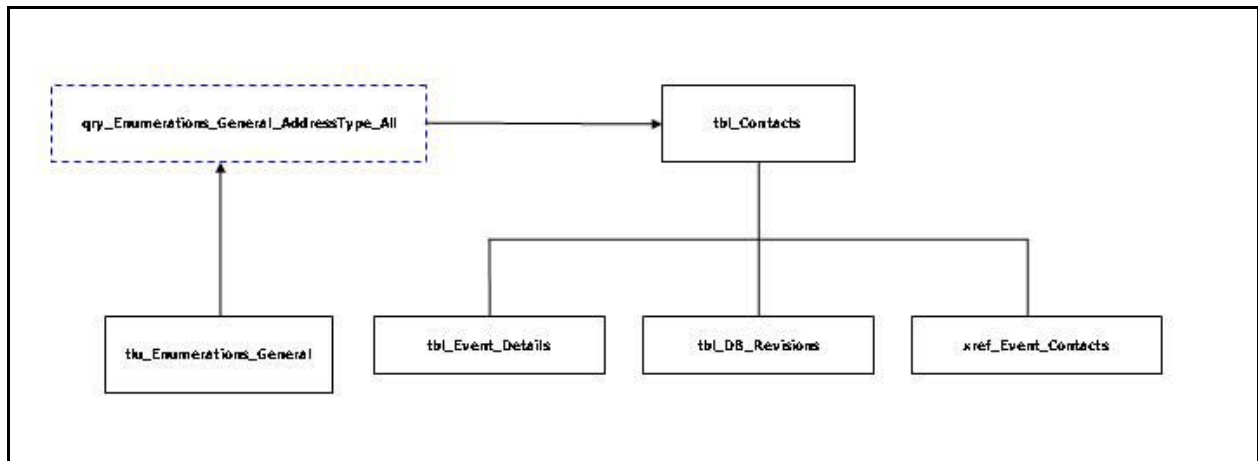 qry_Enumerations_General_AddressType_All
tbl_Contacts
tlu_Enumerations_General
tbl_Event_Details
tbl_DB_Revisions
xref_Event_Contacts